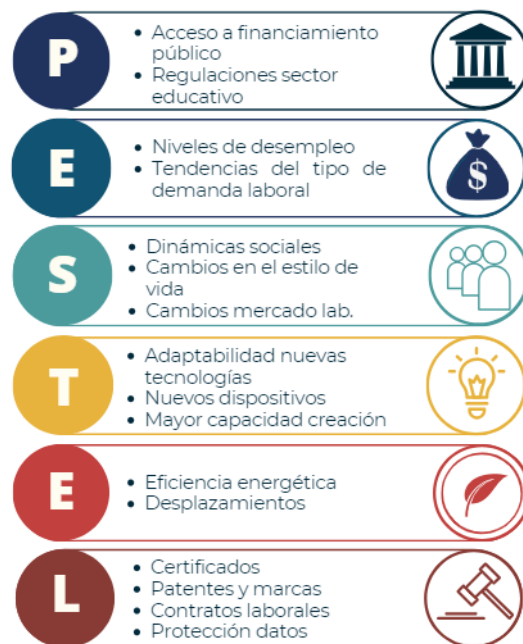 P
• Acceso a financiamiento
público
• Regulaciones sector
educativo
E
• Niveles de desempleo
• Tendencias del tipo de
demanda laboral
$
S
• Dinámicas sociales
• Cambios en el estilo de
vida
• Cambios mercado lab.
T
• Adaptabilidad nuevas
tecnologías
• Nuevos dispositivos
• Mayor capacidad creación
E
• Eficiencia energética
• Desplazamientos
L
• Certificados
• Patentes y marcas
• Contratos laborales
• Protección datos